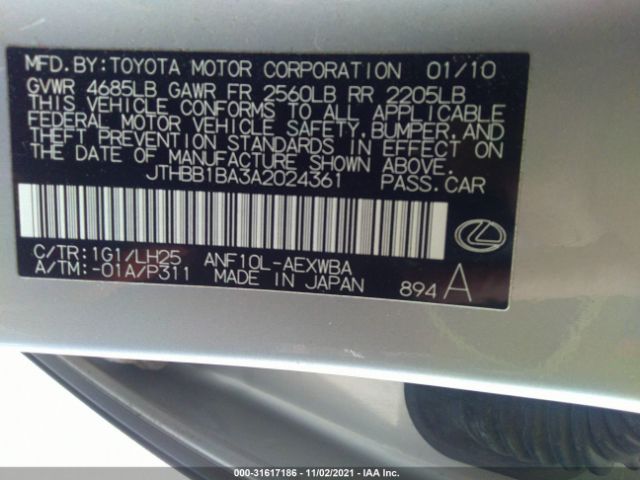 MFD.BY:TOYOTA MOTOR CORPORATION 01/10
GVWR 4685LB GAWR FR 2560LB RR 2205LB
THIS VEHICLE CONFORMS TO ALL APPLICABLE
FEDERAL MOTOR VEHICLE SAFETY,BUMPER,AND
THEFT PREVENTION STANDARDS IN EFFECT ON
THE DATE OF MANUFACTURE SHOWN ABOVE.
JTHBB1BA3A2024361 PASS.CAR
C/TR:1G1/LH25 ANF10L-AEXWBA
A/TM:-01A/P311 MADE IN JAPAN 894 A
000-31617186 - 11/02/2021 - IAA Inc.